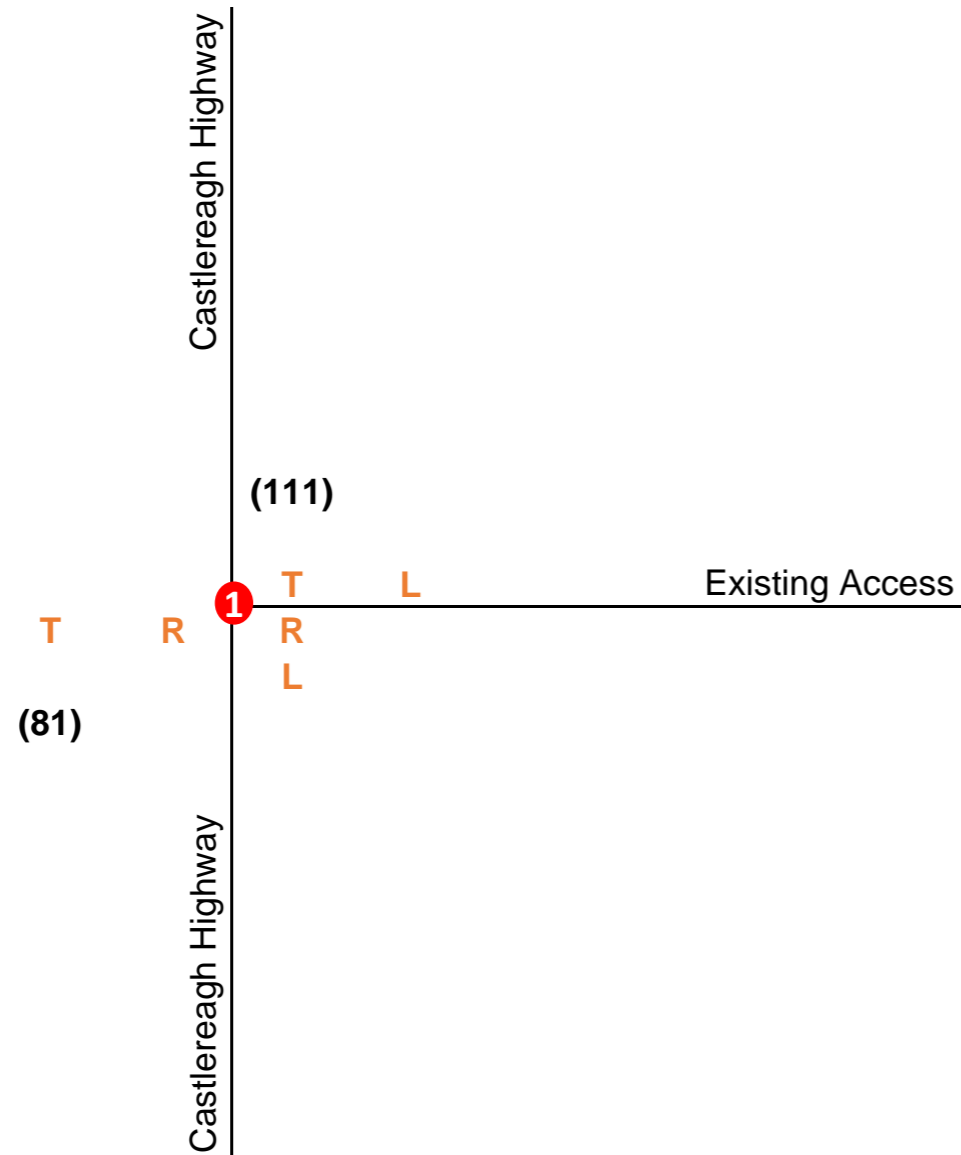 Castlereagh Highway
(111)
T L
Existing Access
1
T R R
L
(81)
Castlereagh Highway